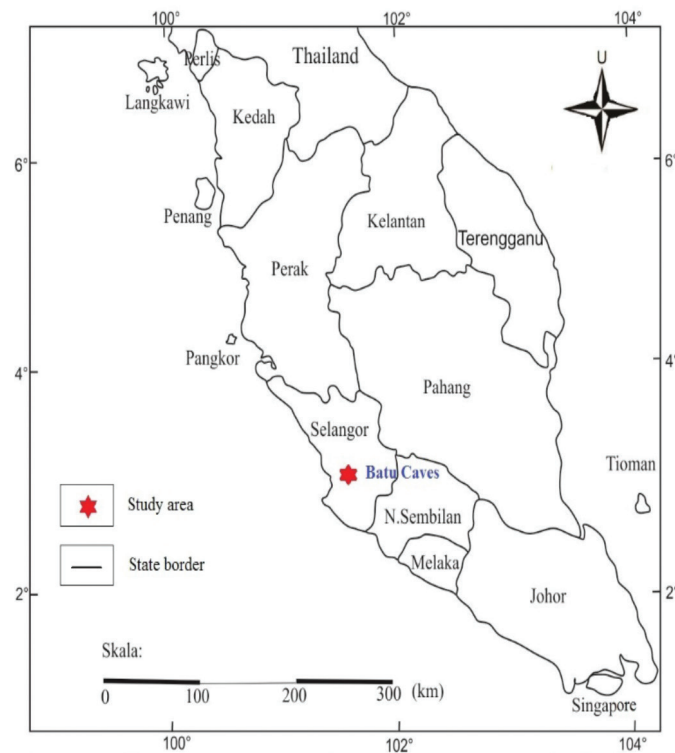 100°
102°
104°
U
Perlis
Thailand
Langkawi
Kedah
6°
6°
Penang
Kelantan
Terengganu
Perak
Pangkor
4°
4°
Pahang
Selangor
Tioman
Batu Caves
Study area
N.Sembilan
State border
Melaka
2°
2°
Johor
Skala:
0 100 200 300 (km)
Singapore
100°
102°
104°